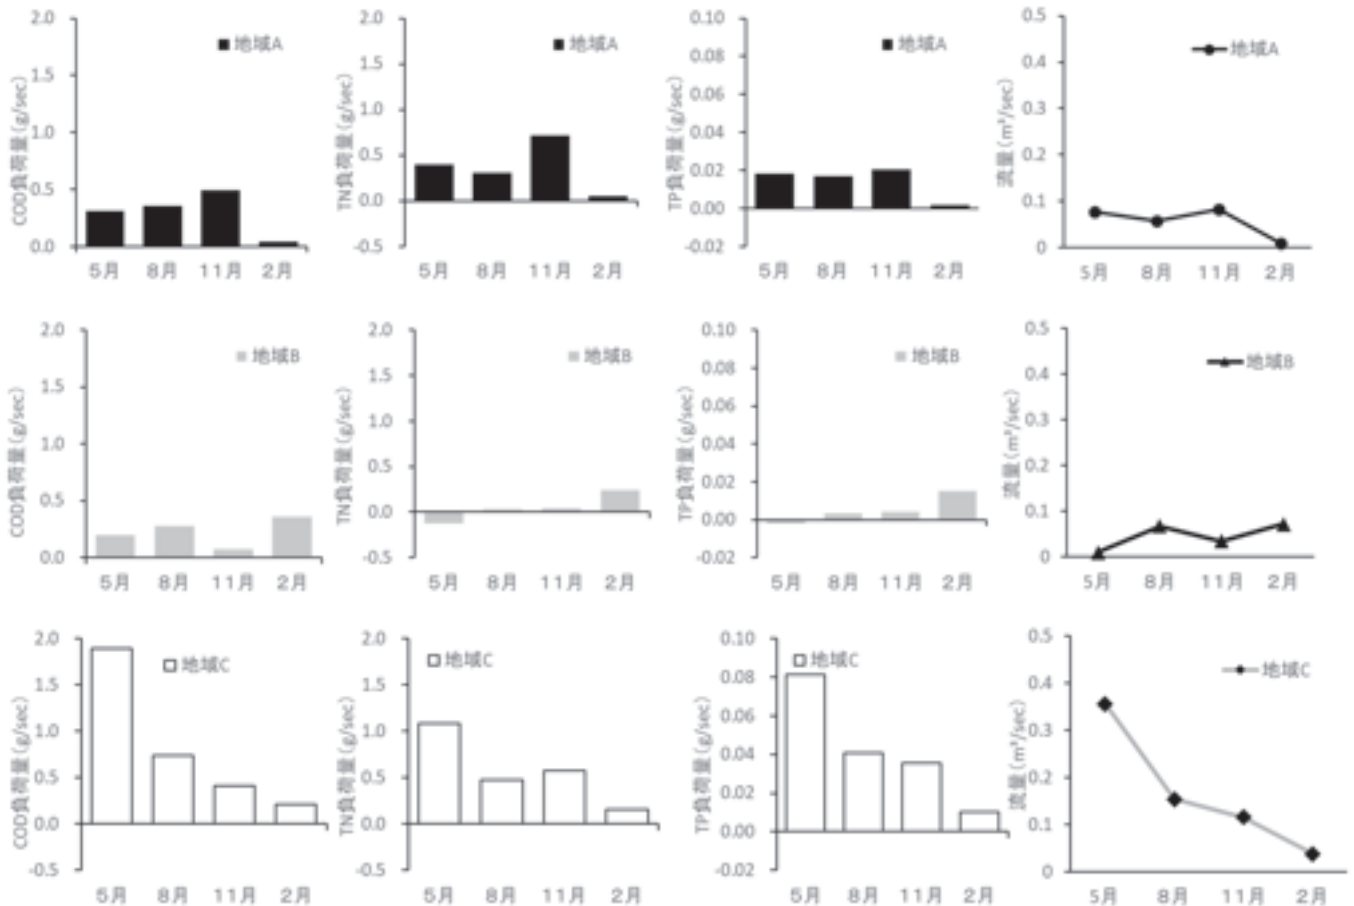 COD負荷量(g/sec)
2.0
1.5
1.0
0.5
0.0
■地域A
5月 8月 11月 2月
TN負荷量(g/sec)
2.0
1.5
1.0
0.5
0.0
-0.5
■地域A
5月 8月 11月 2月
TP負荷量(g/sec)
0.10
0.08
0.06
0.04
0.02
0.00
-0.02
■地域A
5月 8月 11月 2月
流量(m³/sec)
0.5
0.4
0.3
0.2
0.1
0
地域A
5月 8月 11月 2月
COD負荷量(g/sec)
2.0
1.5
1.0
0.5
0.0
地域B
5月 8月 11月 2月
TN負荷量(g/sec)
2.0
1.5
1.0
0.5
0.0
-0.5
地域B
5月 8月 11月 2月
TP負荷量(g/sec)
0.10
0.08
0.06
0.04
0.02
0.00
-0.02
地域B
5月 8月 11月 2月
流量(m³/sec)
0.5
0.4
0.3
0.2
0.1
0
地域B
5月 8月 11月 2月
COD負荷量(g/sec)
2.0
1.5
1.0
0.5
0.0
-0.5
地域C
5月 8月 11月 2月
TN負荷量(g/sec)
2.0
1.5
1.0
0.5
0.0
-0.5
地域C
5月 8月 11月 2月
TP負荷量(g/sec)
0.10
0.08
0.06
0.04
0.02
0.00
-0.02
地域C
5月 8月 11月 2月
流量(m³/sec)
0.5
0.4
0.3
0.2
0.1
0
地域C
5月 8月 11月 2月